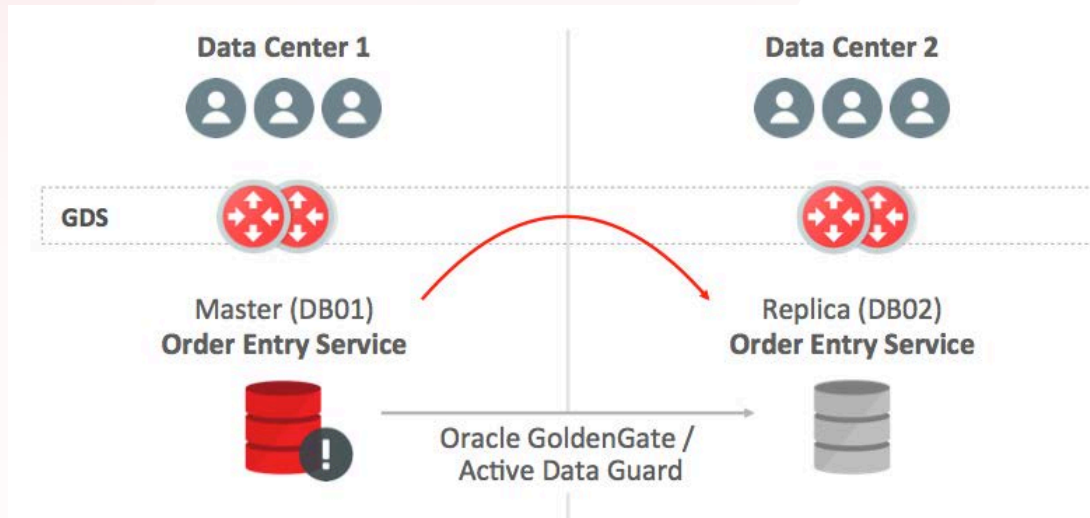 Data Center 1
Data Center 2
GDS
Master (DB01)
Order Entry Service
Replica (DB02)
Order Entry Service
!
Oracle GoldenGate /
Active Data Guard